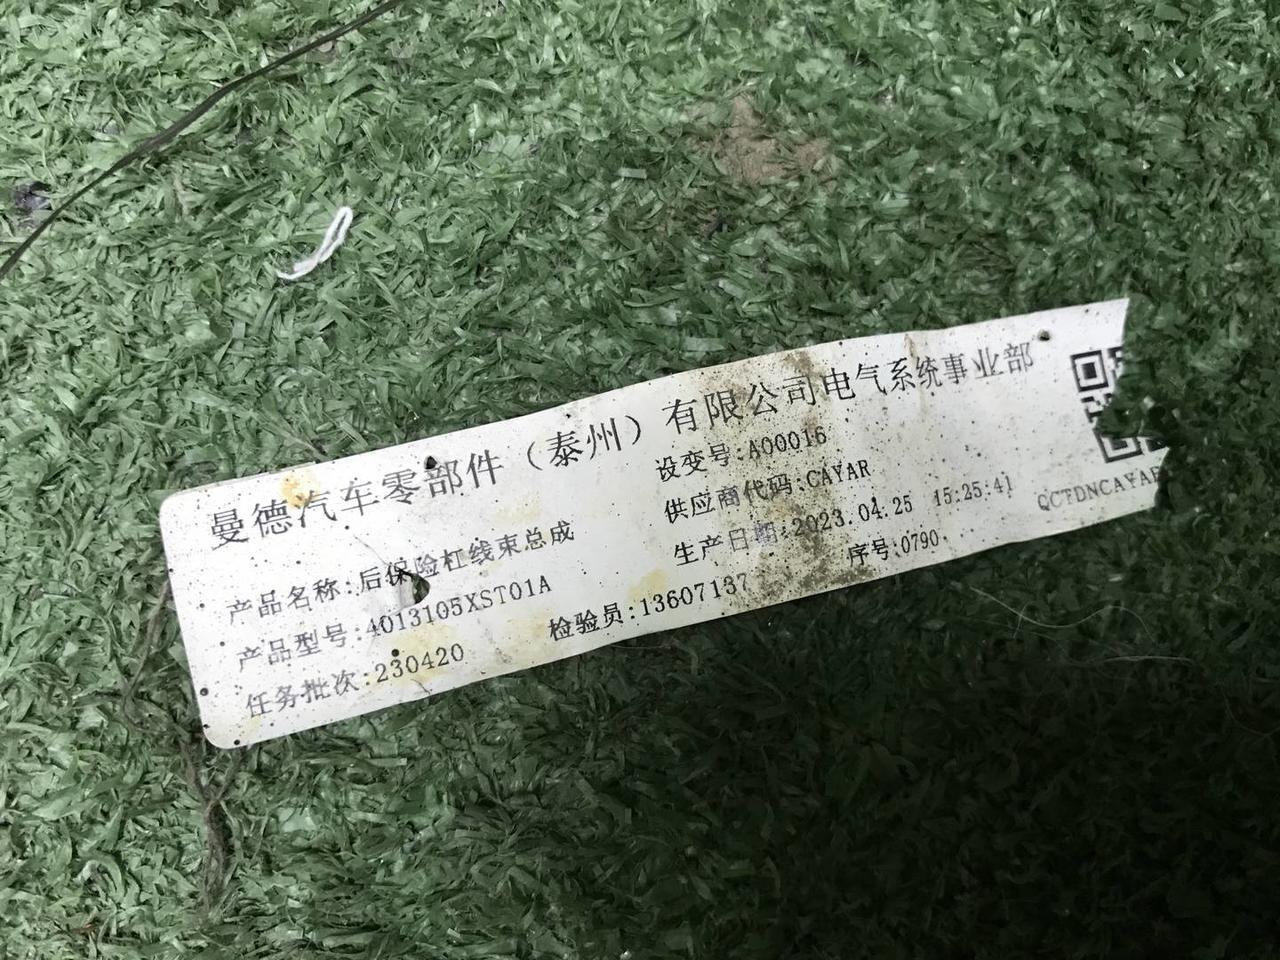 曼德汽车零部件（泰州）有限公司电气系统事业部
产品名称:后保险杠线束总成 设变号:A00016
产品型号:4013105XST01A 供应商代码:CAYAR
任务批次:230420 生产日期:2023.04.25 15:25:41
检验员:13607137 序号:0790
QCTDNCAYAR